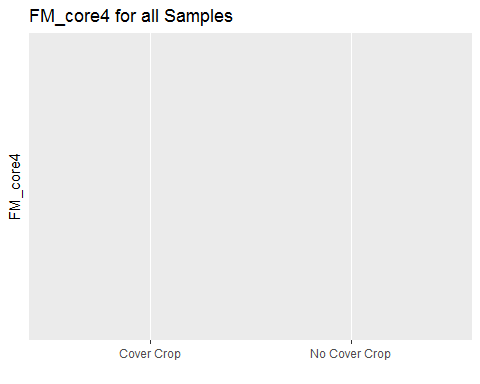 FM_core4 for all Samples
FM_core4
Cover Crop
No Cover Crop